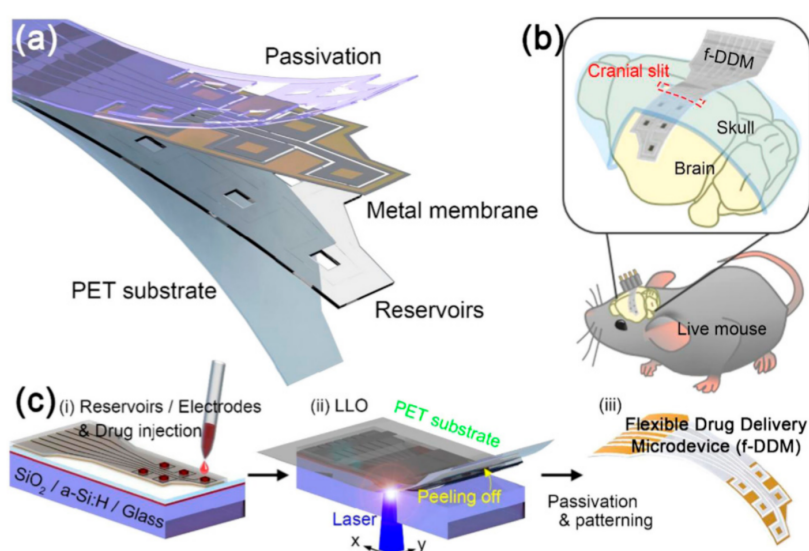 (a)
Passivation
Metal membrane
PET substrate
Reservoirs
(b)
f-DDM
Cranial slit
Skull
Brain
Live mouse
(c)
(i) Reservoirs / Electrodes
& Drug injection
SiO₂ / a-Si:H / Glass
(ii) LLO
PET substrate
Peeling off
Laser
x
y
Passivation
& patterning
(iii)
Flexible Drug Delivery
Microdevice (f-DDM)